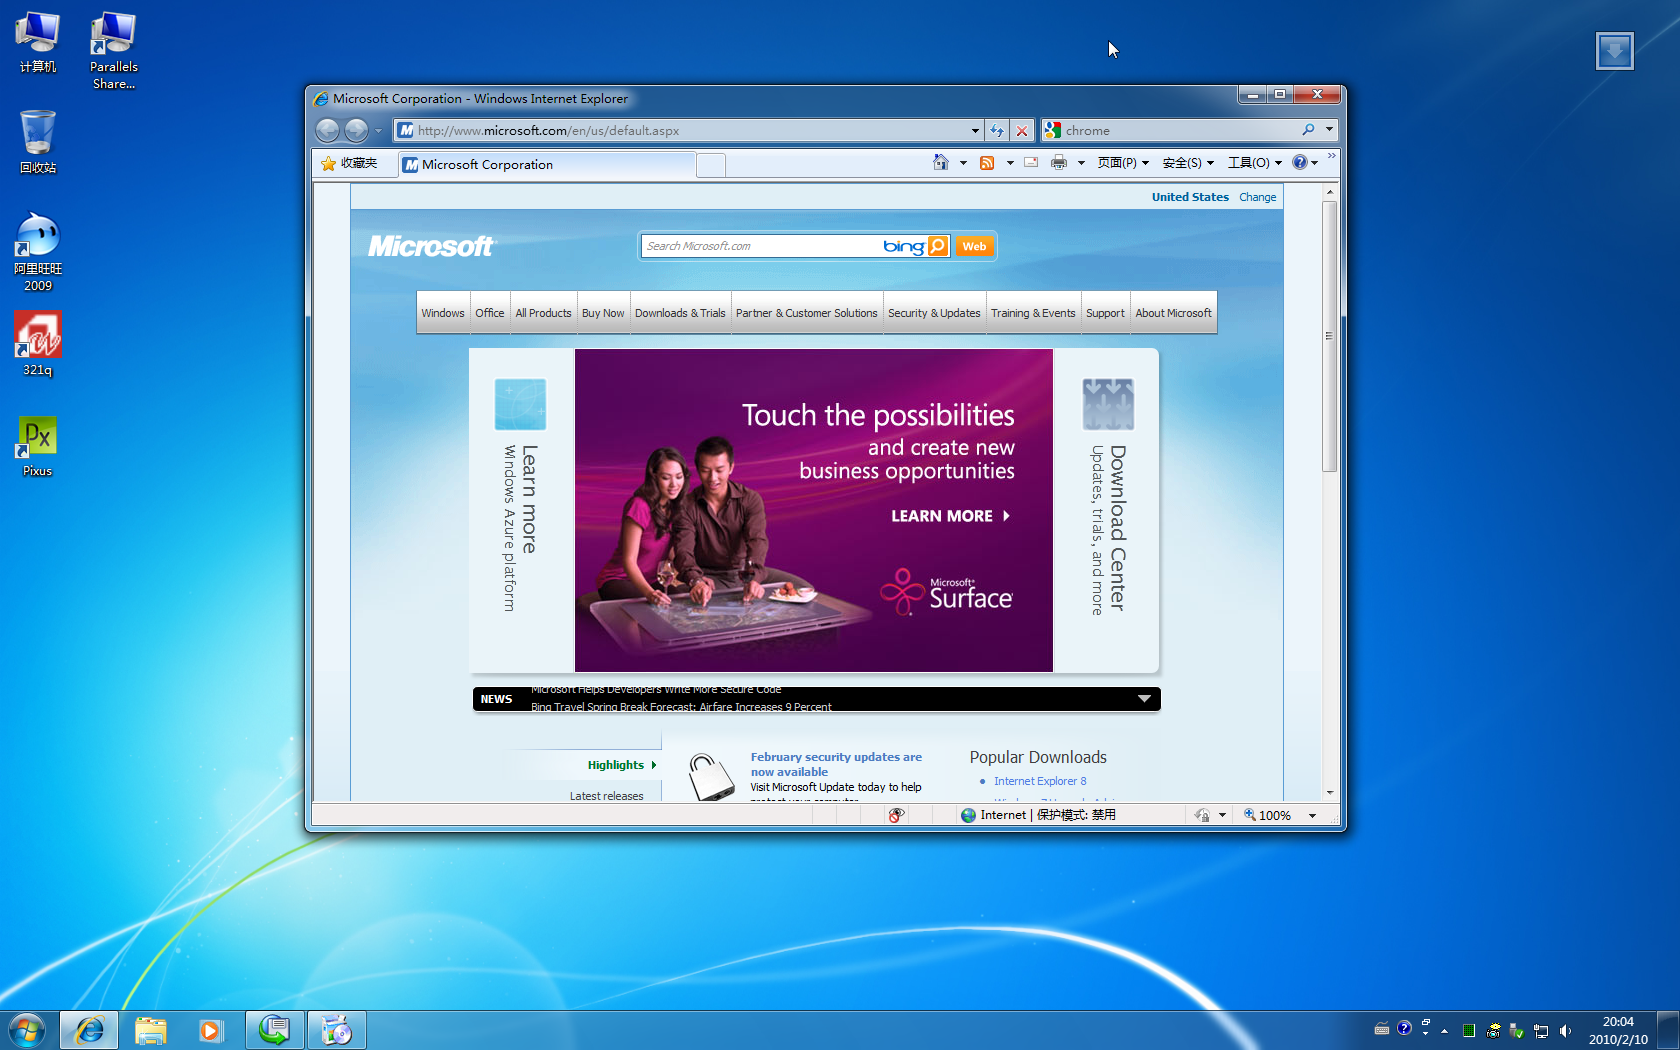 计算机
Parallels
Share...
回收站
阿里旺旺
2009
321q
Px
Pixus
Microsoft Corporation - Windows Internet Explorer
http://www.microsoft.com/en/us/default.aspx
chrome
收藏夹
Microsoft Corporation
页面(P)
安全(S)
工具(O)
United States Change
Microsoft
Search Microsoft.com
bing
Web
Windows
Office
All Products
Buy Now
Downloads & Trials
Partner & Customer Solutions
Security & Updates
Training & Events
Support
About Microsoft
Learn more
Windows Azure platform
Touch the possibilities
and create new
business opportunities
LEARN MORE
Microsoft®
Surface
Download Center
Updates, trials, and more
NEWS
Microsoft Helps Developers Write More Secure Code
Bing Travel Spring Break Forecast: Airfare Increases 9 Percent
Highlights
Latest releases
February security updates are
now available
Visit Microsoft Update today to help
protect your computer
Popular Downloads
Internet Explorer 8
Internet | 保护模式: 禁用
100%
20:04
2010/2/10